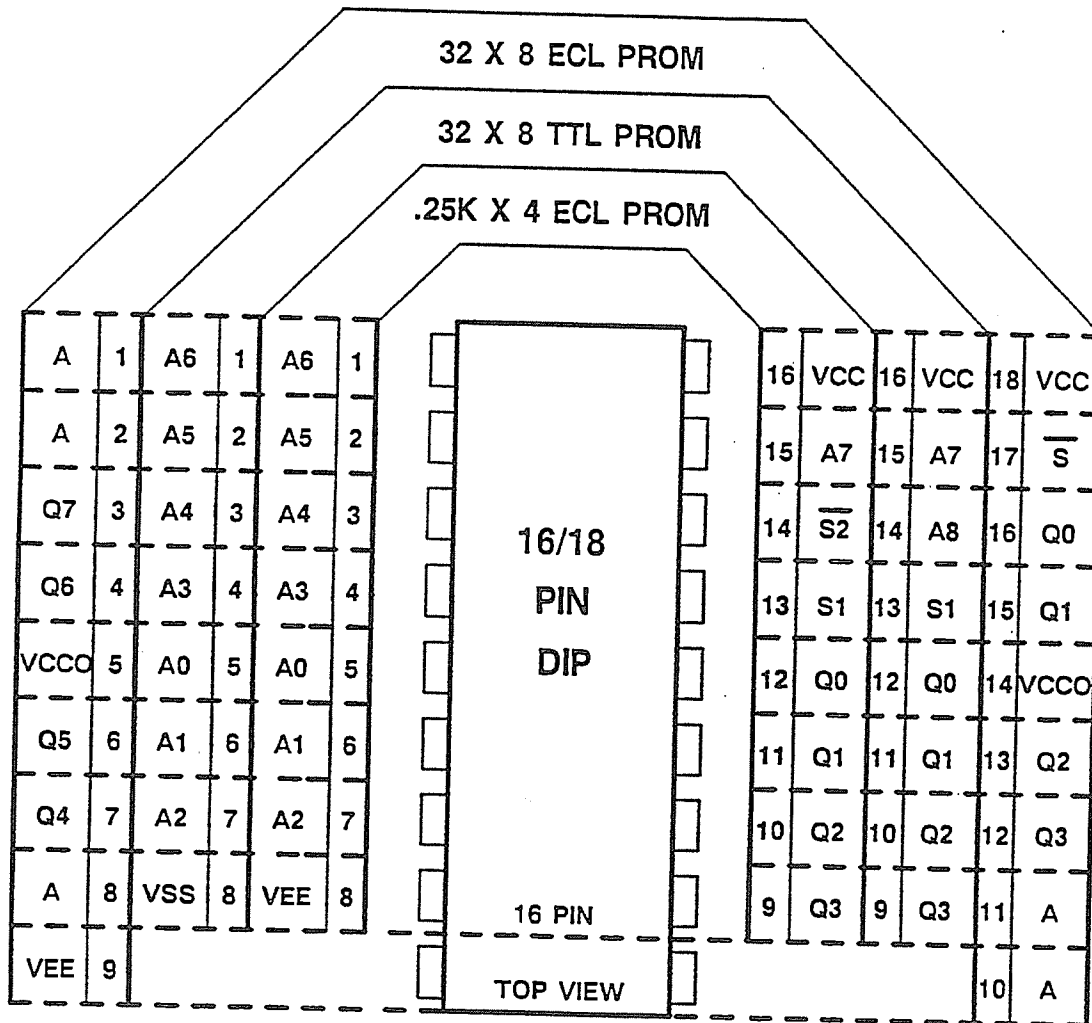 32 X 8 ECL PROM
32 X 8 TTL PROM
.25K X 4 ECL PROM
A 1 A6 1 A6 1 16 VCC 16 VCC 18 VCC
A 2 A5 2 A5 2 15 A7 15 A7 17 S̅
Q7 3 A4 3 A4 3 14 S̅2̅ 14 A8 16 Q0
16/18
Q6 4 A3 4 A3 4 13 S1 13 S1 15 Q1
PIN
VCCO 5 A0 5 A0 5 12 Q0 12 Q0 14 VCCO
DIP
Q5 6 A1 6 A1 6 11 Q1 11 Q1 13 Q2
Q4 7 A2 7 A2 7 10 Q2 10 Q2 12 Q3
A 8 VSS 8 VEE 8 16 PIN 9 Q3 9 Q3 11 A
VEE 9 TOP VIEW 10 A